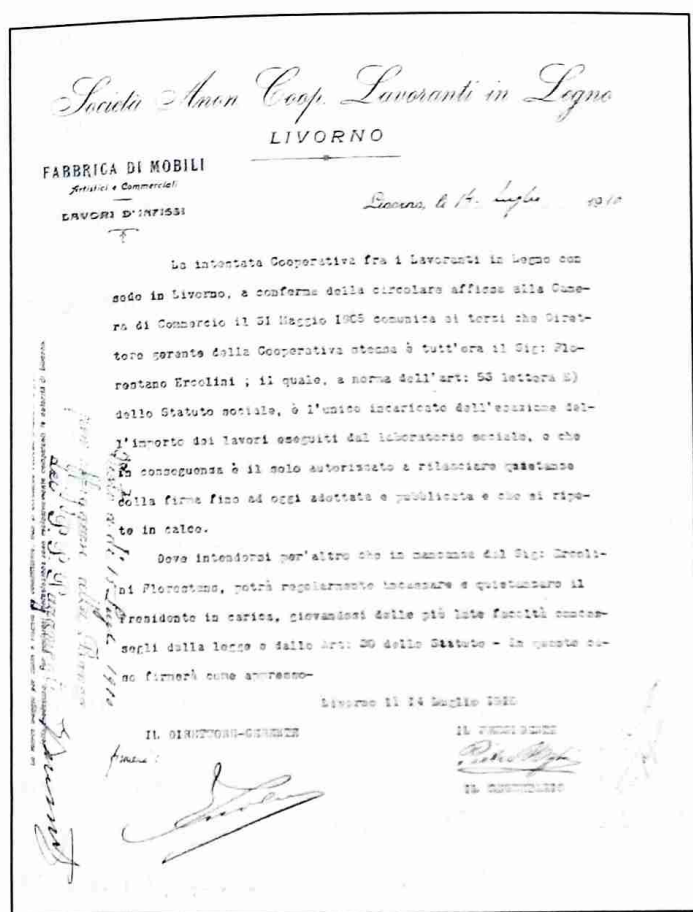 Società Anon Coop. Lavoranti in Legno
LIVORNO
FABBRICA DI MOBILI
Artistici e Commerciali
LAVORI D'INFISSI
Livorno, li 14 Luglio 1910
La intestata Cooperativa fra i Lavoranti in Legno con
sede in Livorno, a conferma della circolare affissa alla Came-
ra di Commercio il 31 Maggio 1905 comunica ai terzi che Diret-
tore gerente della Cooperativa stessa è tutt'ora il Sig: Flo-
restano Ercolini ; il quale, a norma dell'art: 53 lettera E)
dello Statuto sociale, è l'unico incaricato dell'esazione del-
l'importo dei lavori eseguiti dal laboratorio sociale, e che
in conseguenza è il solo autorizzato a rilasciare quietanze
colla firma fino ad oggi adottata e pubblicata e che si ripe-
te in calce.
Deve intendersi per'altro che in mancanza del Sig: Ercoli-
ni Florestano, potrà regolarmente incassare e quietanzare il
Presidente in carica, giovandosi delle più late facoltà conces-
segli dalla legge e dallo Art: 30 dello Statuto - In questo ca-
so firmerà come appresso-
Livorno li 14 Luglio 1910
IL DIRETTORE-GERENTE
IL PRESIDENTE
IL SEGRETARIO